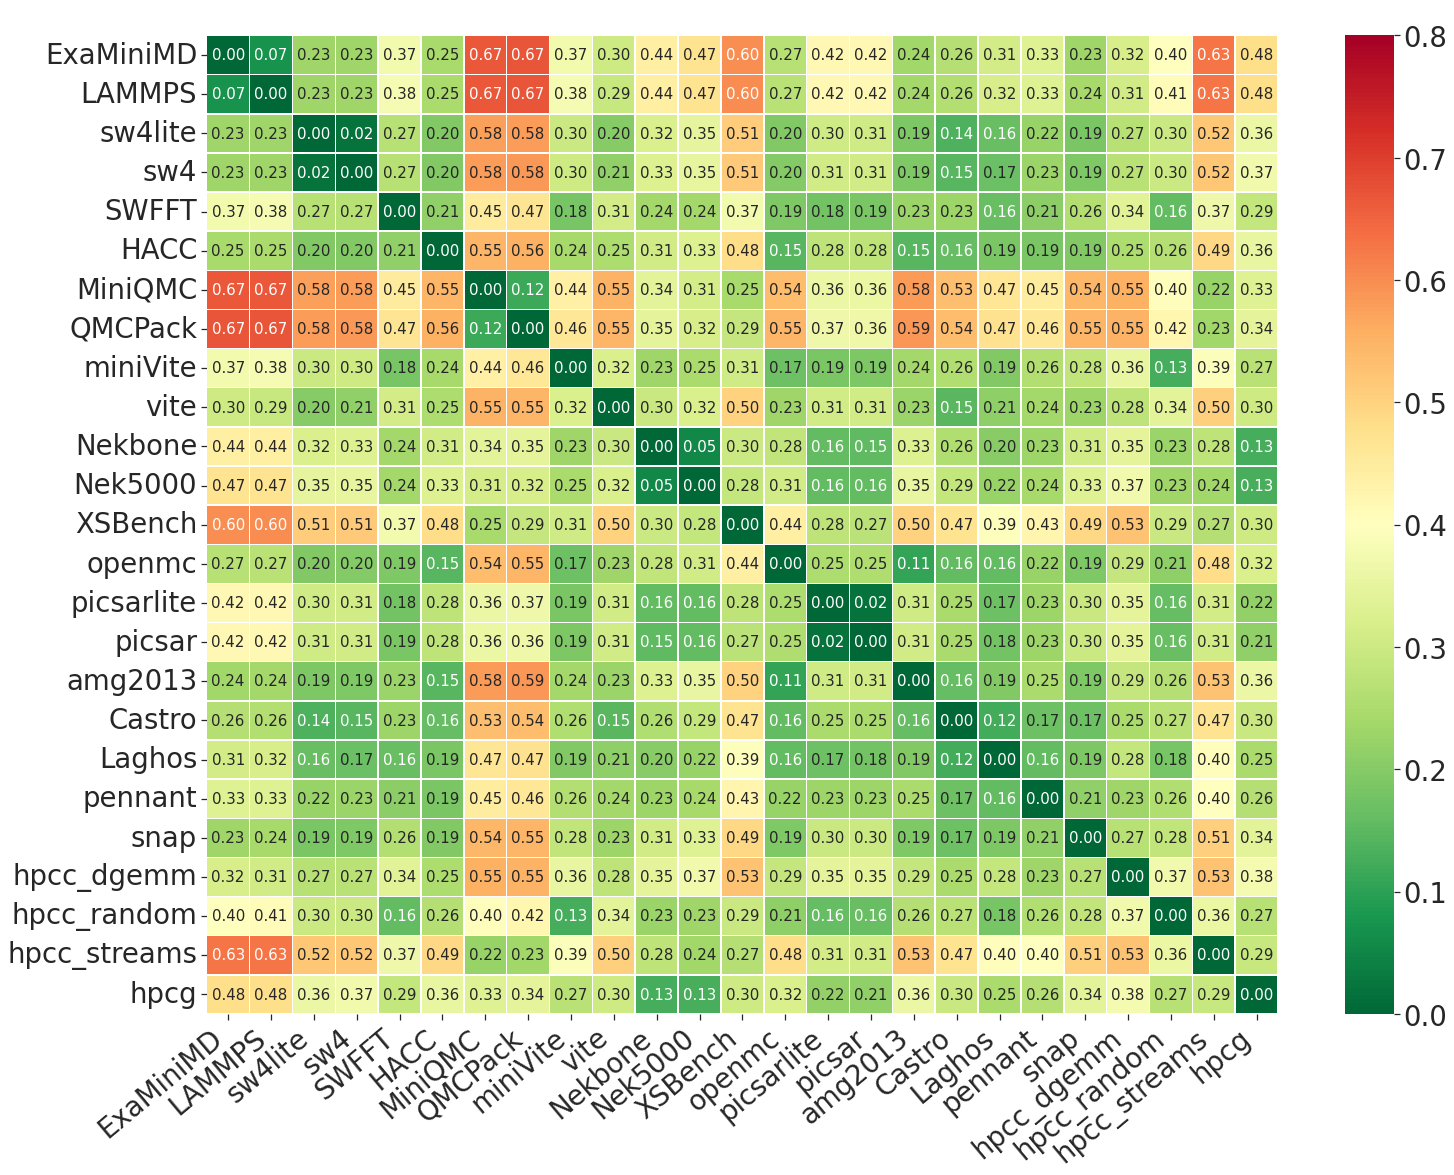 ExaMiniMD 0.00 0.07 0.23 0.23 0.37 0.25 0.67 0.67 0.37 0.30 0.44 0.47 0.60 0.27 0.42 0.42 0.24 0.26 0.31 0.33 0.23 0.32 0.40 0.63 0.48
LAMMPS 0.07 0.00 0.23 0.23 0.38 0.25 0.67 0.67 0.38 0.29 0.44 0.47 0.60 0.27 0.42 0.42 0.24 0.26 0.32 0.33 0.24 0.31 0.41 0.63 0.48
sw4lite 0.23 0.23 0.00 0.02 0.27 0.20 0.58 0.58 0.30 0.20 0.32 0.35 0.51 0.20 0.30 0.31 0.19 0.14 0.16 0.22 0.19 0.27 0.30 0.52 0.36
sw4 0.23 0.23 0.02 0.00 0.27 0.20 0.58 0.58 0.30 0.21 0.33 0.35 0.51 0.20 0.31 0.31 0.19 0.15 0.17 0.23 0.19 0.27 0.30 0.52 0.37
SWFFT 0.37 0.38 0.27 0.27 0.00 0.21 0.45 0.47 0.18 0.31 0.24 0.24 0.37 0.19 0.18 0.19 0.23 0.23 0.16 0.21 0.26 0.34 0.16 0.37 0.29
HACC 0.25 0.25 0.20 0.20 0.21 0.00 0.55 0.56 0.24 0.25 0.31 0.33 0.48 0.15 0.28 0.28 0.15 0.16 0.19 0.19 0.19 0.25 0.26 0.49 0.36
MiniQMC 0.67 0.67 0.58 0.58 0.45 0.55 0.00 0.12 0.44 0.55 0.34 0.31 0.25 0.54 0.36 0.36 0.58 0.53 0.47 0.45 0.54 0.55 0.40 0.22 0.33
QMCPack 0.67 0.67 0.58 0.58 0.47 0.56 0.12 0.00 0.46 0.55 0.35 0.32 0.29 0.55 0.37 0.36 0.59 0.54 0.47 0.46 0.55 0.55 0.42 0.23 0.34
miniVite 0.37 0.38 0.30 0.30 0.18 0.24 0.44 0.46 0.00 0.32 0.23 0.25 0.31 0.17 0.19 0.19 0.24 0.26 0.19 0.26 0.28 0.36 0.13 0.39 0.27
vite 0.30 0.29 0.20 0.21 0.31 0.25 0.55 0.55 0.32 0.00 0.30 0.32 0.50 0.23 0.31 0.31 0.23 0.15 0.21 0.24 0.23 0.28 0.34 0.50 0.30
Nekbone 0.44 0.44 0.32 0.33 0.24 0.31 0.34 0.35 0.23 0.30 0.00 0.05 0.30 0.28 0.16 0.15 0.33 0.26 0.20 0.23 0.31 0.35 0.23 0.28 0.13
Nek5000 0.47 0.47 0.35 0.35 0.24 0.33 0.31 0.32 0.25 0.32 0.05 0.00 0.28 0.31 0.16 0.16 0.35 0.29 0.22 0.24 0.33 0.37 0.23 0.24 0.13
XSBench 0.60 0.60 0.51 0.51 0.37 0.48 0.25 0.29 0.31 0.50 0.30 0.28 0.00 0.44 0.28 0.27 0.50 0.47 0.39 0.43 0.49 0.53 0.29 0.27 0.30
openmc 0.27 0.27 0.20 0.20 0.19 0.15 0.54 0.55 0.17 0.23 0.28 0.31 0.44 0.00 0.25 0.25 0.11 0.16 0.16 0.22 0.19 0.29 0.21 0.48 0.32
picsarlite 0.42 0.42 0.30 0.31 0.18 0.28 0.36 0.37 0.19 0.31 0.16 0.16 0.28 0.25 0.00 0.02 0.31 0.25 0.17 0.23 0.30 0.35 0.16 0.31 0.22
picsar 0.42 0.42 0.31 0.31 0.19 0.28 0.36 0.36 0.19 0.31 0.15 0.16 0.27 0.25 0.02 0.00 0.31 0.25 0.18 0.23 0.30 0.35 0.16 0.31 0.21
amg2013 0.24 0.24 0.19 0.19 0.23 0.15 0.58 0.59 0.24 0.23 0.33 0.35 0.50 0.11 0.31 0.31 0.00 0.16 0.19 0.25 0.19 0.29 0.26 0.53 0.36
Castro 0.26 0.26 0.14 0.15 0.23 0.16 0.53 0.54 0.26 0.15 0.26 0.29 0.47 0.16 0.25 0.25 0.16 0.00 0.12 0.17 0.17 0.25 0.27 0.47 0.30
Laghos 0.31 0.32 0.16 0.17 0.16 0.19 0.47 0.47 0.19 0.21 0.20 0.22 0.39 0.16 0.17 0.18 0.19 0.12 0.00 0.16 0.19 0.28 0.18 0.40 0.25
pennant 0.33 0.33 0.22 0.23 0.21 0.19 0.45 0.46 0.26 0.24 0.23 0.24 0.43 0.22 0.23 0.23 0.25 0.17 0.16 0.00 0.21 0.23 0.26 0.40 0.26
snap 0.23 0.24 0.19 0.19 0.26 0.19 0.54 0.55 0.28 0.23 0.31 0.33 0.49 0.19 0.30 0.30 0.19 0.17 0.19 0.21 0.00 0.27 0.28 0.51 0.34
hpcc_dgemm 0.32 0.31 0.27 0.27 0.34 0.25 0.55 0.55 0.36 0.28 0.35 0.37 0.53 0.29 0.35 0.35 0.29 0.25 0.28 0.23 0.27 0.00 0.37 0.53 0.38
hpcc_random 0.40 0.41 0.30 0.30 0.16 0.26 0.40 0.42 0.13 0.34 0.23 0.23 0.29 0.21 0.16 0.16 0.26 0.27 0.18 0.26 0.28 0.37 0.00 0.36 0.27
hpcc_streams 0.63 0.63 0.52 0.52 0.37 0.49 0.22 0.23 0.39 0.50 0.28 0.24 0.27 0.48 0.31 0.31 0.53 0.47 0.40 0.40 0.51 0.53 0.36 0.00 0.29
hpcg 0.48 0.48 0.36 0.37 0.29 0.36 0.33 0.34 0.27 0.30 0.13 0.13 0.30 0.32 0.22 0.21 0.36 0.30 0.25 0.26 0.34 0.38 0.27 0.29 0.00
ExaMiniMD
LAMMPS
sw4lite
sw4
SWFFT
HACC
MiniQMC
QMCPack
miniVite
vite
Nekbone
Nek5000
XSBench
openmc
picsarlite
picsar
amg2013
Castro
Laghos
pennant
snap
hpcc_dgemm
hpcc_random
hpcc_streams
hpcg
0.8
0.7
0.6
0.5
0.4
0.3
0.2
0.1
0.0